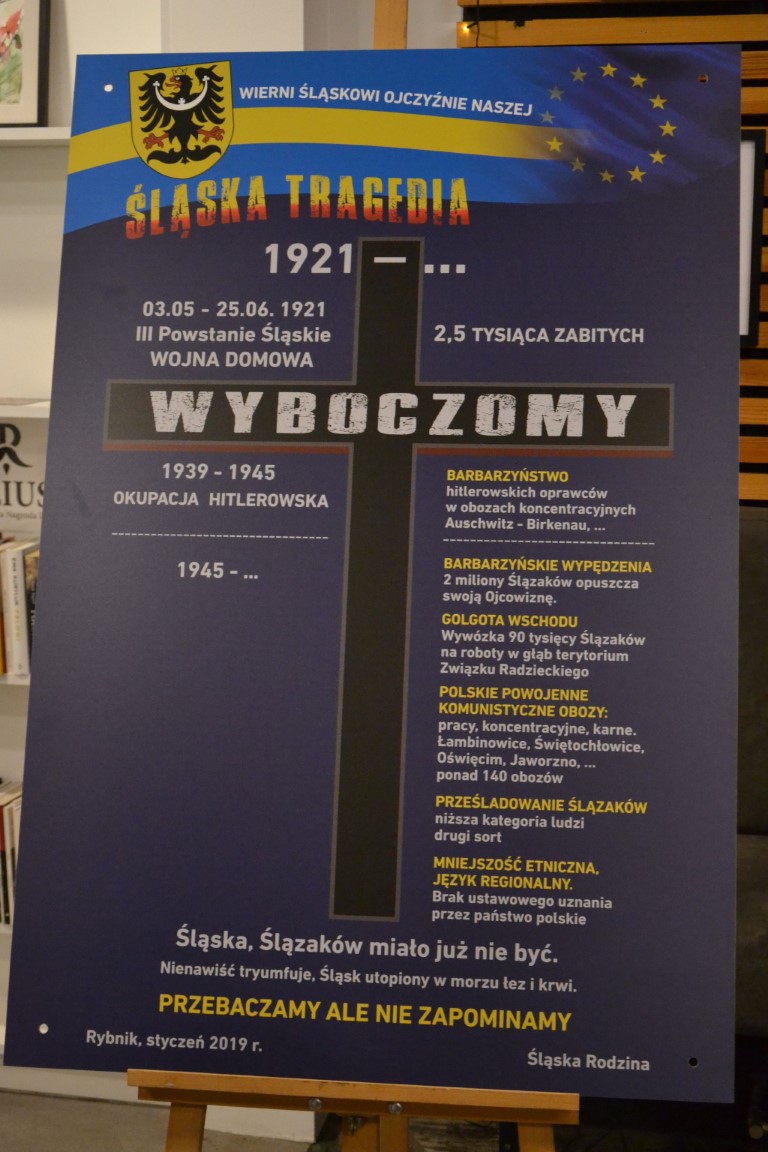 WIERNI ŚLĄSKOWI OJCZYŹNIE NASZEJ
ŚLĄSKA TRAGEDIA
1921 – ...
03.05 - 25.06. 1921
III Powstanie Śląskie
WOJNA DOMOWA
2,5 TYSIĄCA ZABITYCH
WYBOCZOMY
1939 - 1945
OKUPACJA HITLEROWSKA
BARBARZYŃSTWO
hitlerowskich oprawców
w obozach koncentracyjnych
Auschwitz - Birkenau, ...
1945 - ...
BARBARZYŃSKIE WYPĘDZENIA
2 miliony Ślązaków opuszcza
swoją Ojcowiznę.
GOLGOTA WSCHODU
Wywózka 90 tysięcy Ślązaków
na roboty w głąb terytorium
Związku Radzieckiego
POLSKIE POWOJENNE
KOMUNISTYCZNE OBOZY:
pracy, koncentracyjne, karne.
Łambinowice, Świętochłowice,
Oświęcim, Jaworzno, ...
ponad 140 obozów
PRZEŚLADOWANIE ŚLĄZAKÓW
niższa kategoria ludzi
drugi sort
MNIEJSZOŚĆ ETNICZNA,
JĘZYK REGIONALNY.
Brak ustawowego uznania
przez państwo polskie
Śląska, Ślązaków miało już nie być.
Nienawiść tryumfuje, Śląsk utopiony w morzu łez i krwi.
PRZEBACZAMY ALE NIE ZAPOMINAMY
Rybnik, styczeń 2019 r.
Śląska Rodzina